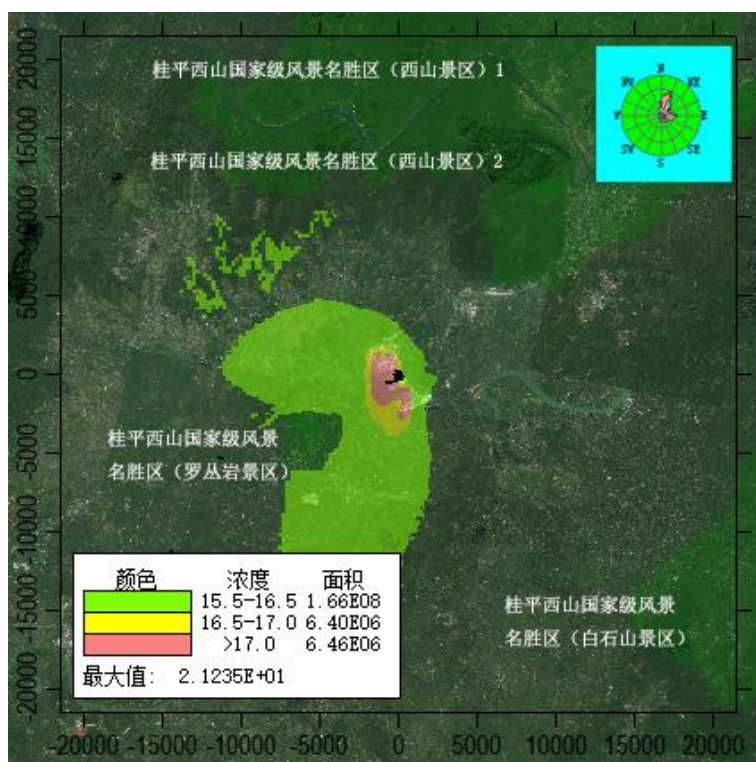 20000
15000
10000
5000
0
-5000
-10000
-15000
-20000
桂平西山国家级风景名胜区（西山景区）1
桂平西山国家级风景名胜区（西山景区）2
N
NW NE
W E
SW SE
S
桂平西山国家级风景
名胜区（罗丛岩景区）
桂平西山国家级风景
名胜区（白石山景区）
颜色 浓度 面积
15.5-16.5 1.66E08
16.5-17.0 6.40E06
>17.0 6.46E06
最大值: 2.1235E+01
-20000 -15000 -10000 -5000 0 5000 10000 15000 20000